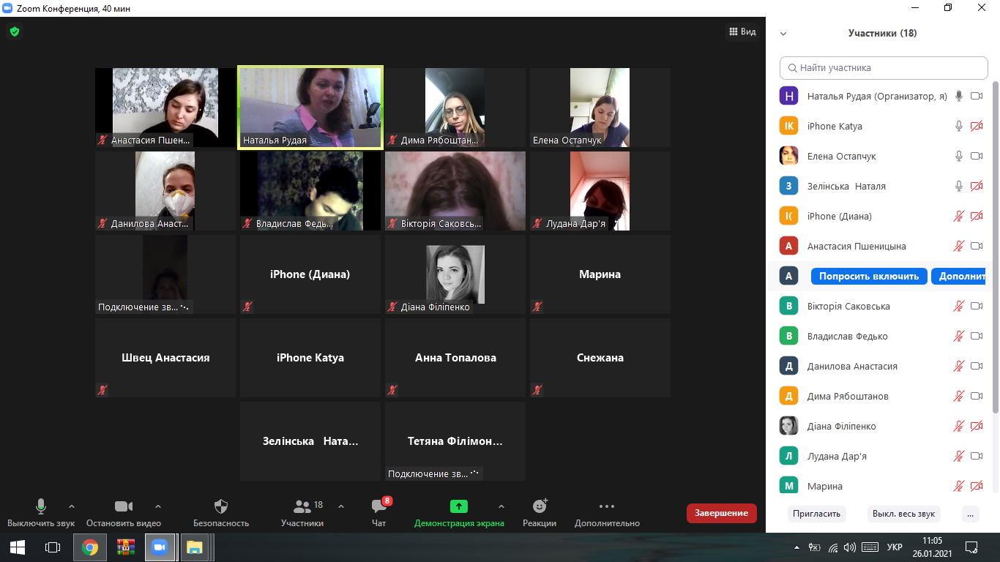 Zoom Конференция, 40 мин
Вид
Анастасия Пшен...
Наталья Рудая
Дима Рябоштан...
Елена Остапчук
Данилова Анаст...
Владислав Федь...
Вікторія Саковсь...
Лудана Дар'я
Подключение зв...
iPhone (Диана)
Діана Філіпенко
Марина
Швец Анастасия
iPhone Katya
Анна Топалова
Снежана
Зелінська Ната...
Тетяна Філімон...
Подключение зв...
Выключить звук
Остановить видео
Безопасность
18
Участники
8
Чат
Демонстрация экрана
Реакции
Дополнительно
Завершение
Участники (18)
Найти участника
Н Наталья Рудая (Организатор, я)
IK iPhone Katya
Елена Остапчук
З Зелінська Наталя
I( iPhone (Диана)
А Анастасия Пшеницына
А Попросить включить Дополнит
В Вікторія Саковська
В Владислав Федько
Д Данилова Анастасия
Д Дима Рябоштанов
Діана Філіпенко
Л Лудана Дар'я
М Марина
Пригласить
Выкл. весь звук
...
УКР
11:05
26.01.2021